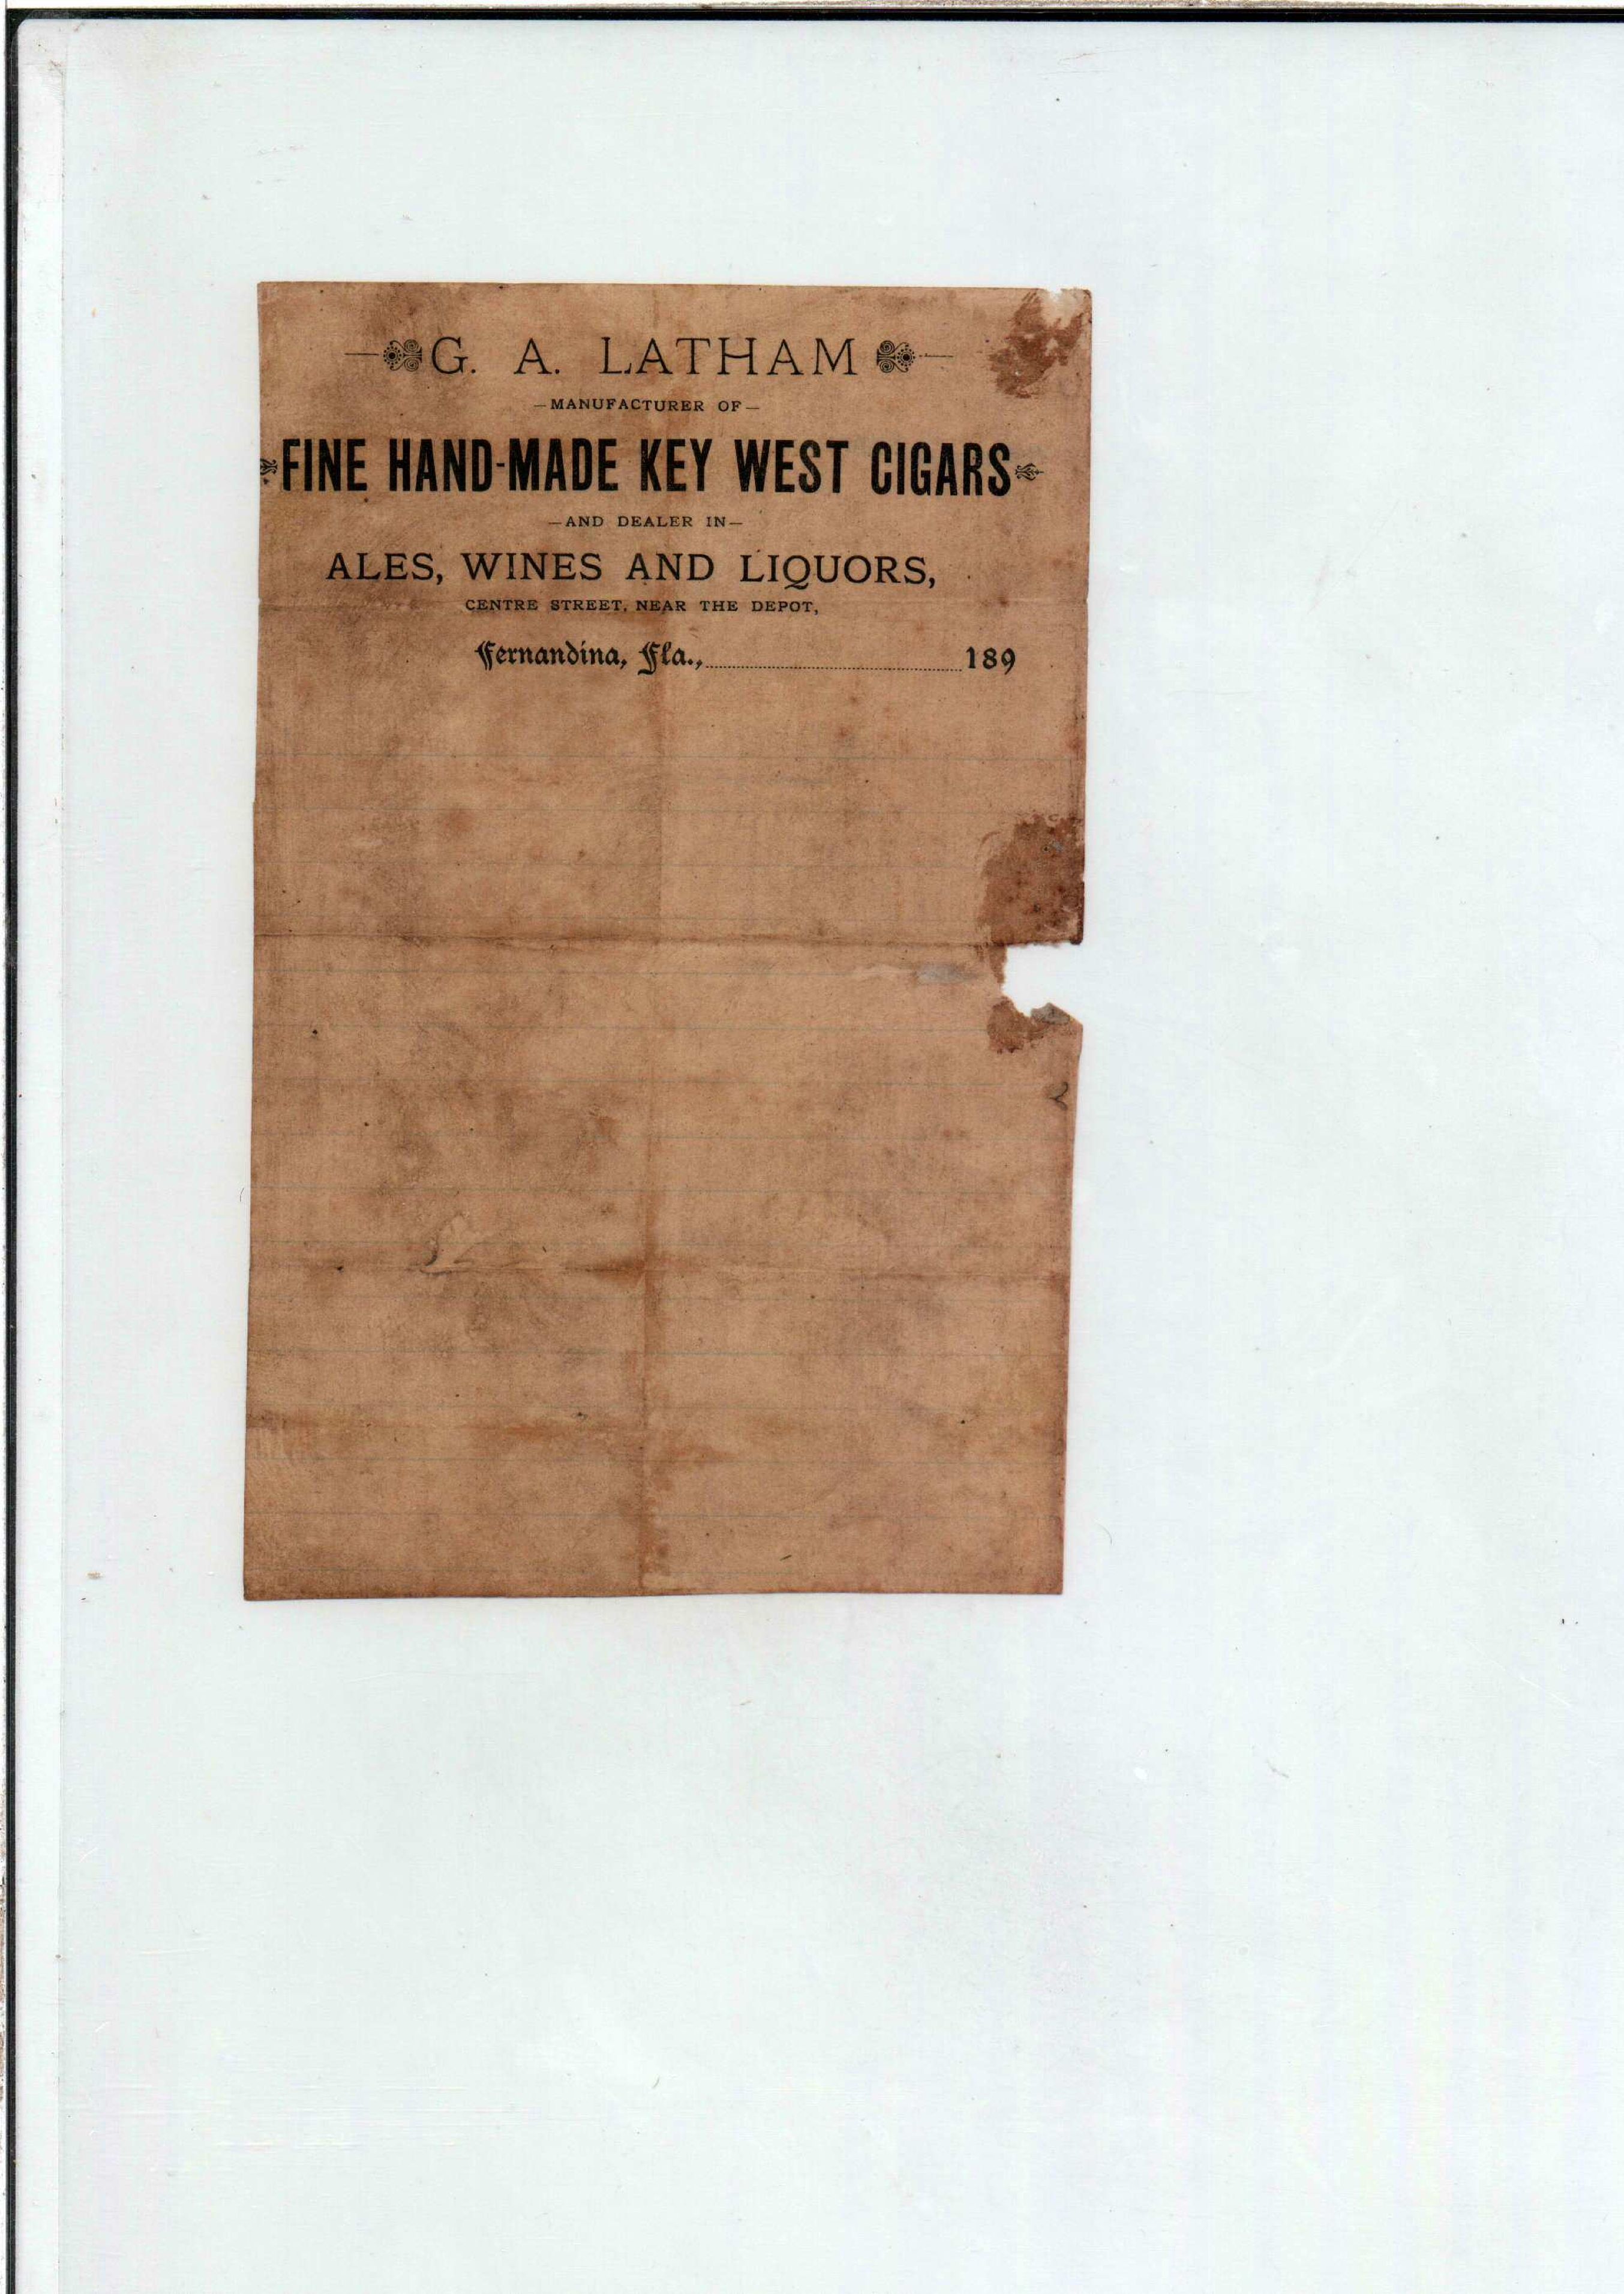 G. A. LATHAM
—MANUFACTURER OF—
FINE HAND-MADE KEY WEST CIGARS
—AND DEALER IN—
ALES, WINES AND LIQUORS,
CENTRE STREET, NEAR THE DEPOT,
Fernandina, Fla.,........................189